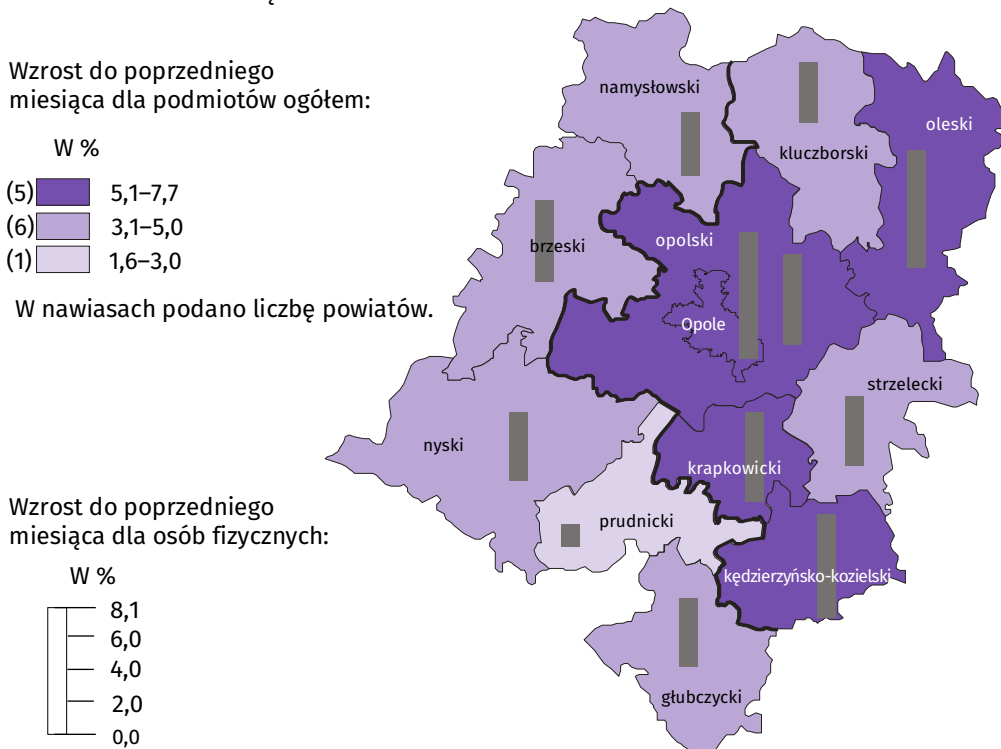 Wzrost do poprzedniego
miesiąca dla podmiotów ogółem:
W %
(5) 5,1–7,7
(6) 3,1–5,0
(1) 1,6–3,0
W nawiasach podano liczbę powiatów.
Wzrost do poprzedniego
miesiąca dla osób fizycznych:
W %
8,1
6,0
4,0
2,0
0,0
namysłowski
kluczborski
oleski
brzeski
opolski
Opole
strzelecki
nyski
krapkowicki
prudnicki
kędzierzyńsko-kozielski
głubczycki